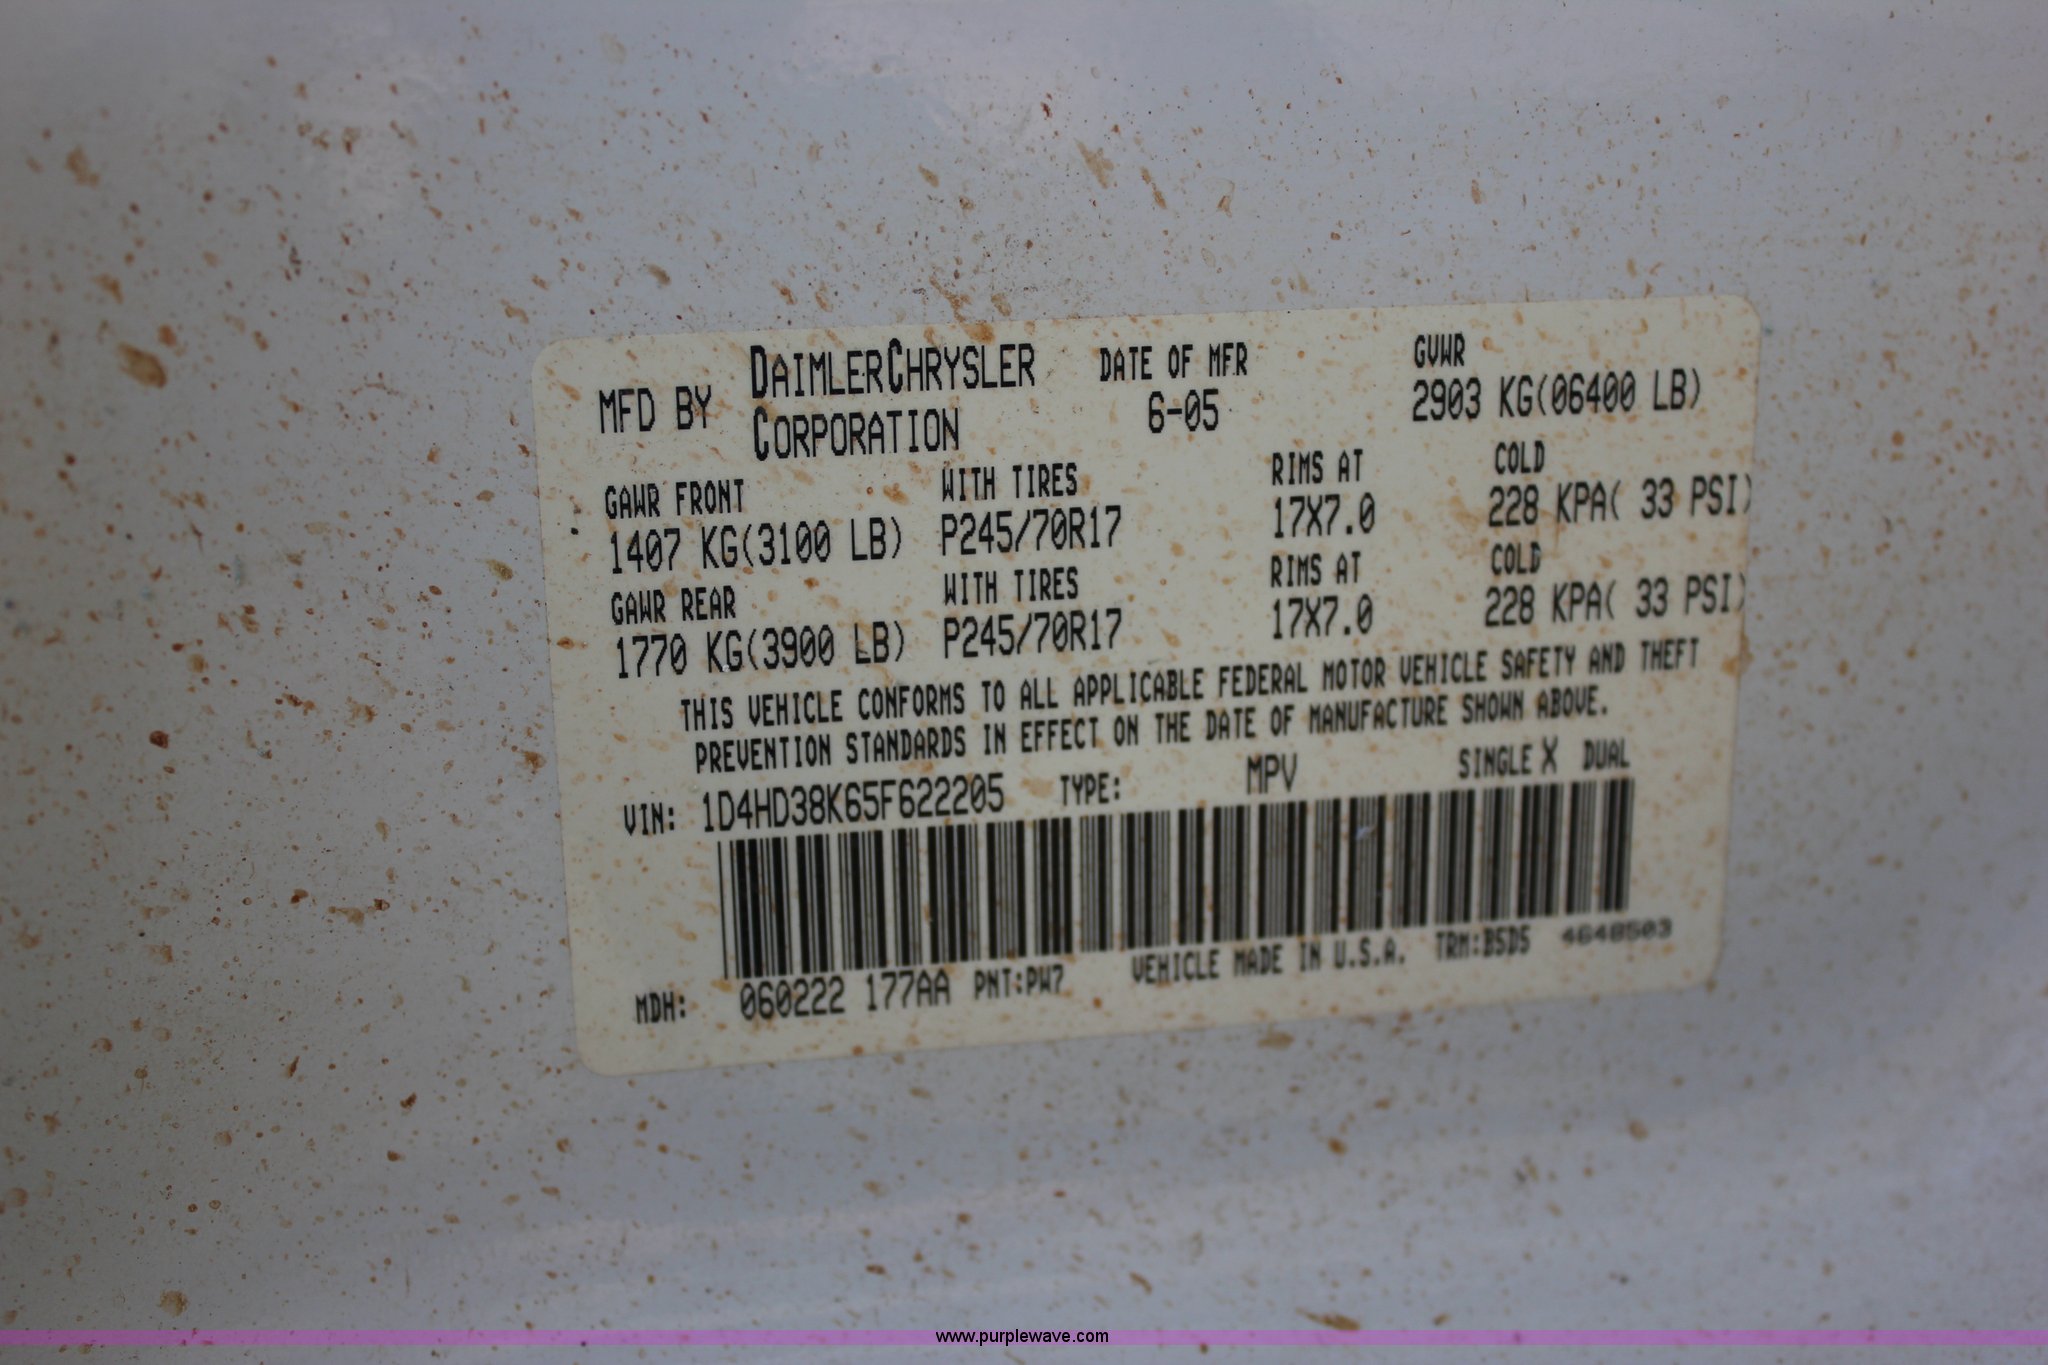 MFD BY DAIMLERCHRYSLER CORPORATION DATE OF MFR 6-05 GVWR 2903 KG(06400 LB)
GAWR FRONT WITH TIRES RIMS AT COLD
1407 KG(3100 LB) P245/70R17 17X7.0 228 KPA( 33 PSI)
GAWR REAR WITH TIRES RIMS AT COLD
1770 KG(3900 LB) P245/70R17 17X7.0 228 KPA( 33 PSI)
THIS VEHICLE CONFORMS TO ALL APPLICABLE FEDERAL MOTOR VEHICLE SAFETY AND THEFT
PREVENTION STANDARDS IN EFFECT ON THE DATE OF MANUFACTURE SHOWN ABOVE.
VIN: 1D4HD38K65F622205 TYPE: MPV SINGLE X DUAL
MDH: 060222 177AA PNT:PW7 VEHICLE MADE IN U.S.A. TRM:B5D5 4648503
www.purplewave.com